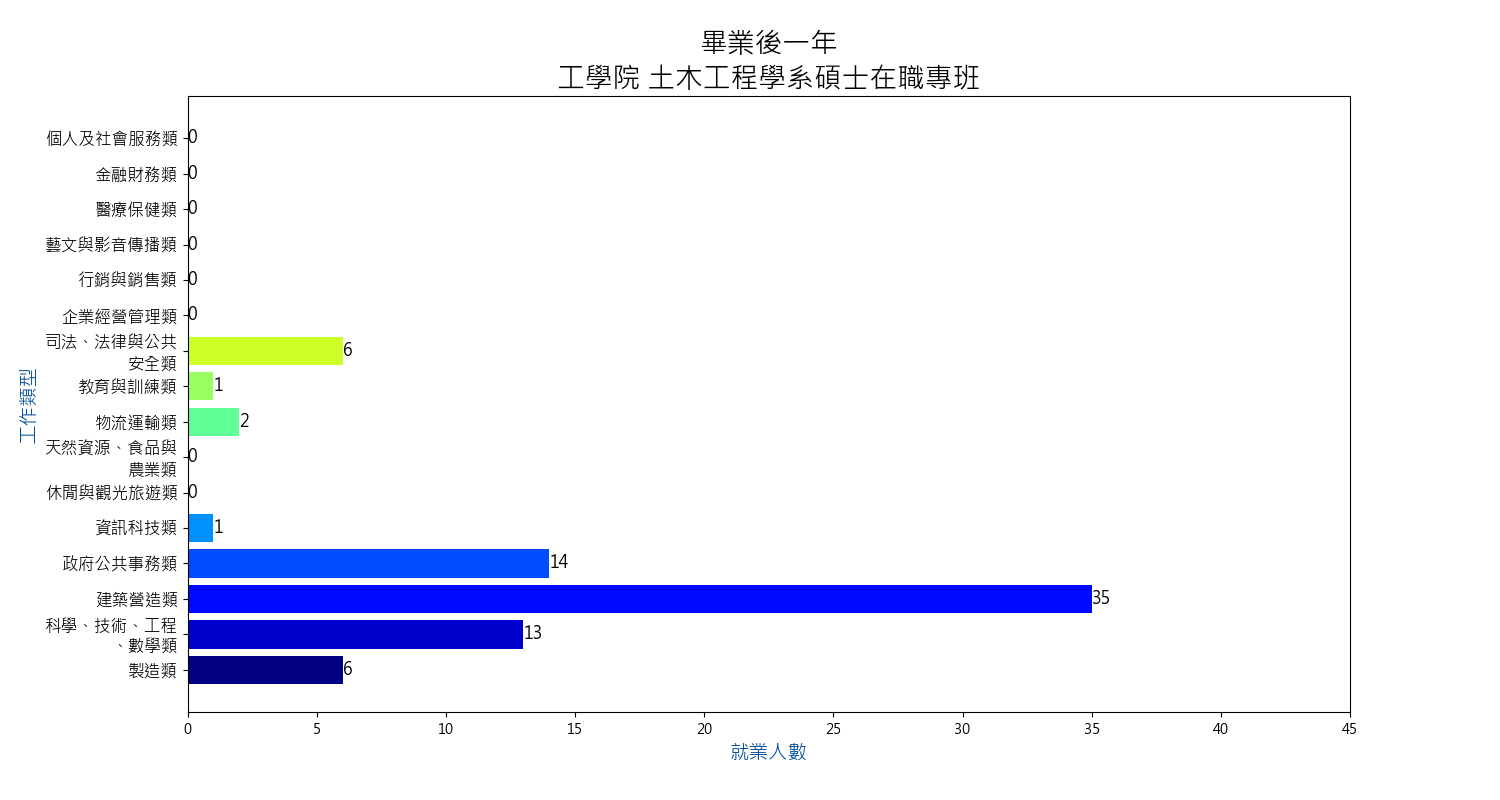 畢業後一年
工學院 土木工程學系碩士在職專班
工作類型
個人及社會服務類 0
金融財務類 0
醫療保健類 0
藝文與影音傳播類 0
行銷與銷售類 0
企業經營管理類 0
司法、法律與公共
安全類 6
教育與訓練類 1
物流運輸類 2
天然資源、食品與
農業類 0
休閒與觀光旅遊類 0
資訊科技類 1
政府公共事務類 14
建築營造類 35
科學、技術、工程
、數學類 13
製造類 6
0 5 10 15 20 25 30 35 40 45
就業人數